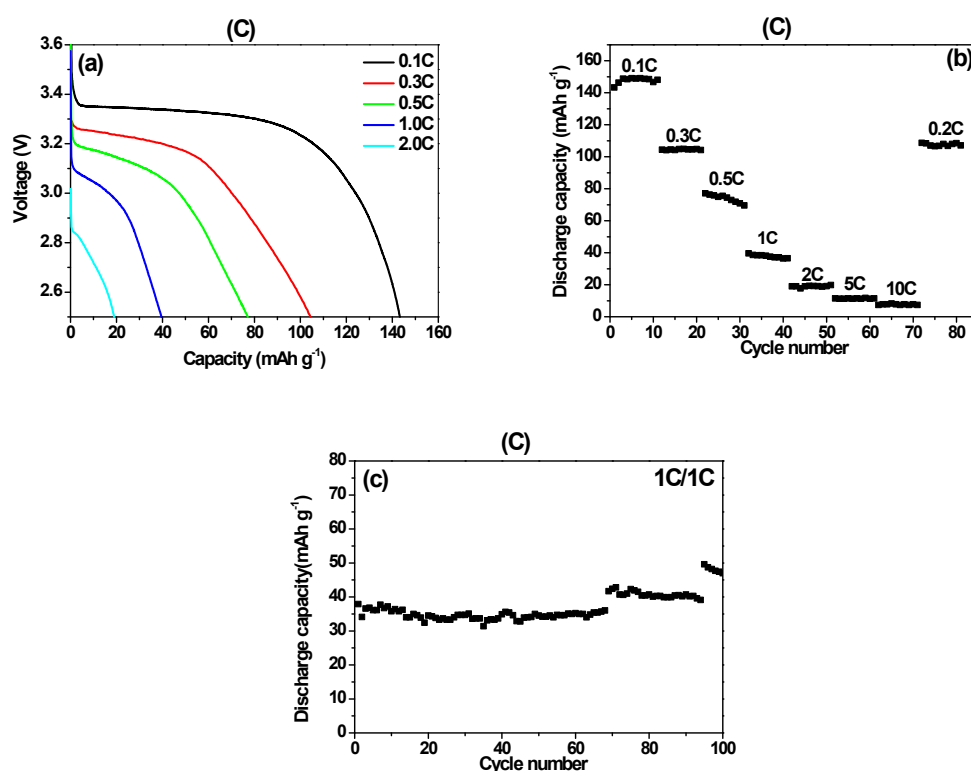 (C)
(a)
0.1C
0.3C
0.5C
1.0C
2.0C
3.6
3.4
3.2
3.0
2.8
2.6
Voltage (V)
0 20 40 60 80 100 120 140 160
Capacity (mAh g⁻¹)
(C)
(b)
0.1C
0.3C
0.5C
1C
2C
5C
10C
0.2C
160
140
120
100
80
60
40
20
0
Discharge capacity (mAh g⁻¹)
0 10 20 30 40 50 60 70 80
Cycle number
(C)
(c)
1C/1C
80
70
60
50
40
30
20
10
0
Discharge capacity(mAh g⁻¹)
0 20 40 60 80 100
Cycle number